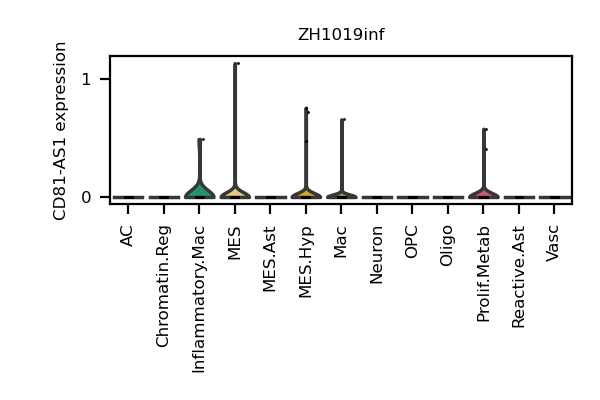 ZH1019inf
CD81-AS1 expression
1
0
AC
Chromatin.Reg
Inflammatory.Mac
MES
MES.Ast
MES.Hyp
Mac
Neuron
OPC
Oligo
Prolif.Metab
Reactive.Ast
Vasc